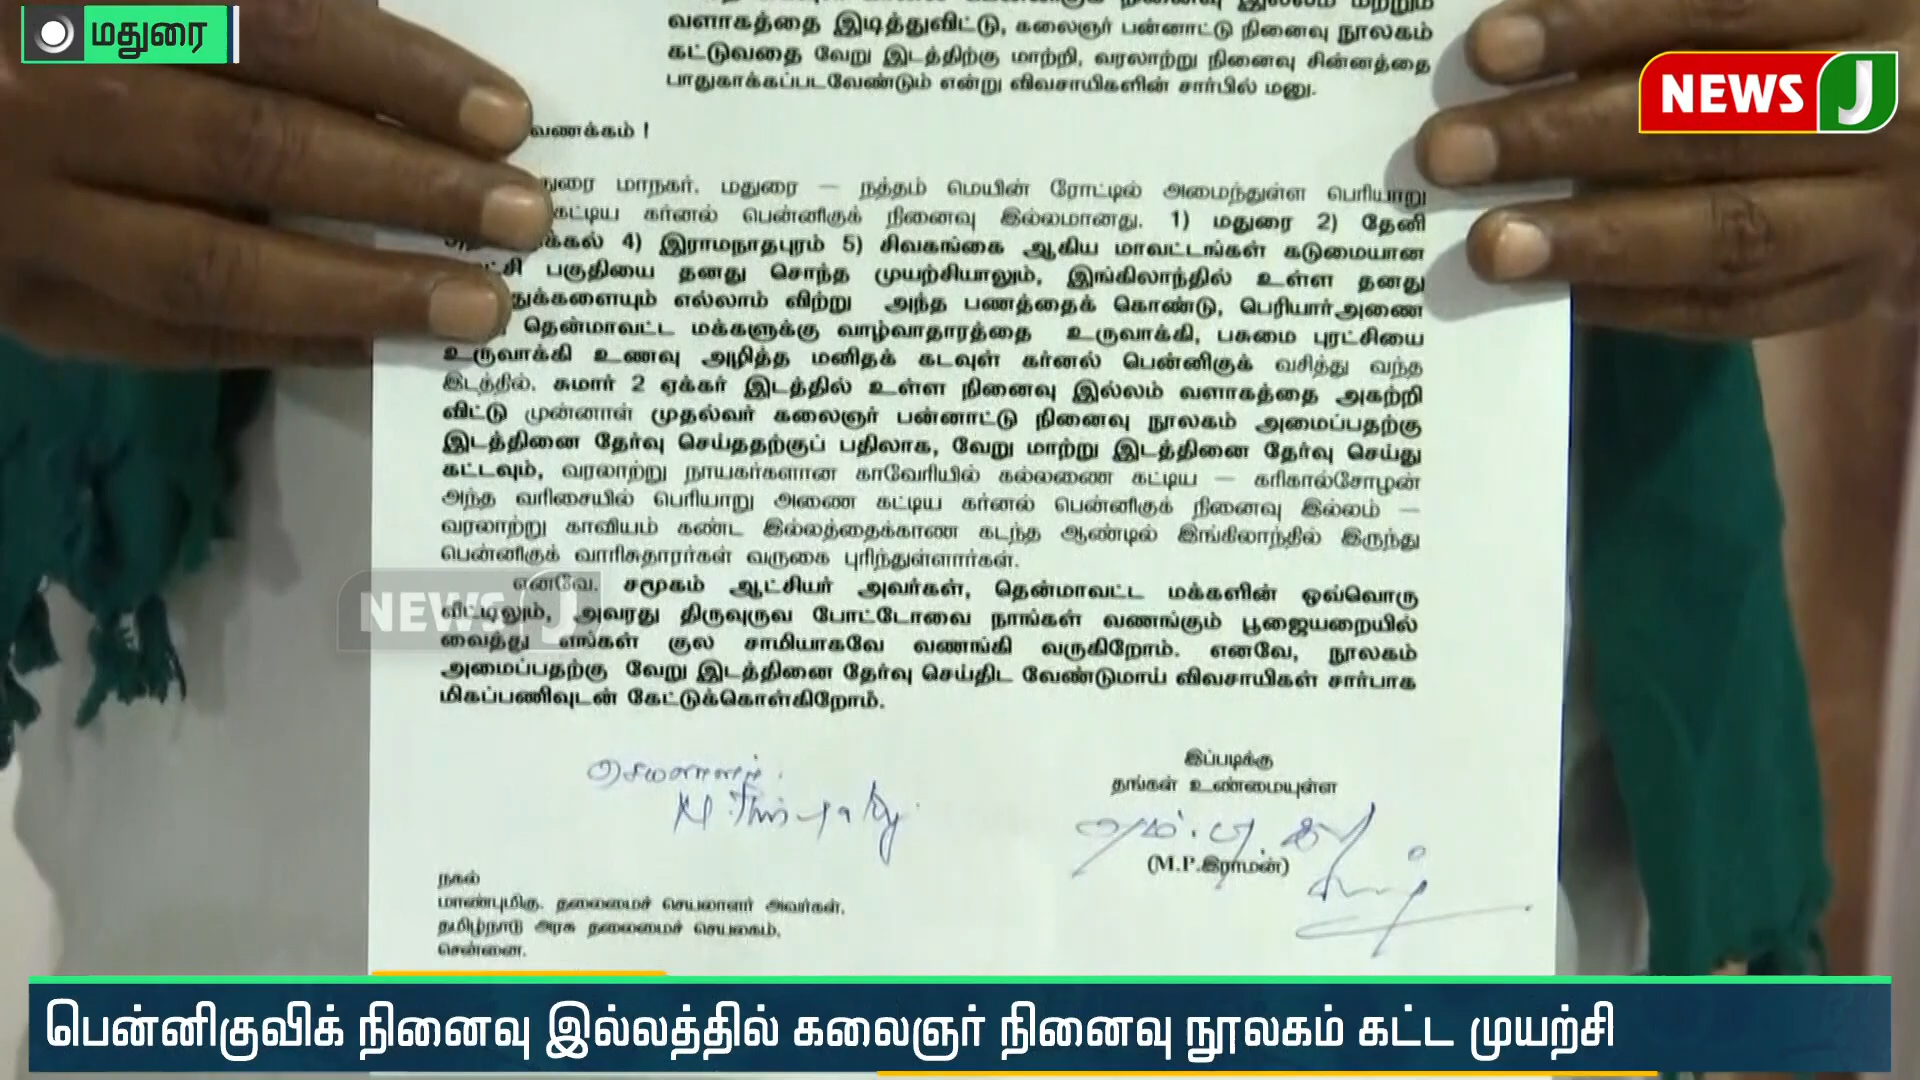 மதுரை
NEWS J
வளாகத்தை இடித்துவிட்டு, கலைஞர் பன்னாட்டு நினைவு நூலகம்
கட்டுவதை வேறு இடத்திற்கு மாற்றி, வரலாற்று நினைவு சின்னத்தை
பாதுகாக்கப்படவேண்டும் என்று விவசாயிகளின் சார்பில் மனு.
வணக்கம் !
மாநகர். மதுரை – நத்தம் மெயின் ரோட்டில் அமைந்துள்ள பெரியாறு
கட்டிய கர்னல் பென்னிகுக் நினைவு இல்லமானது. 1) மதுரை 2) தேனி
4) இராமநாதபுரம் 5) சிவகங்கை ஆகிய மாவட்டங்கள் கடுமையான
பகுதியை தனது சொந்த முயற்சியாலும், இங்கிலாந்தில் உள்ள தனது
எல்லாம் விற்று அந்த பணத்தைக் கொண்டு, பெரியார்அணை
தென்மாவட்ட மக்களுக்கு வாழ்வாதாரத்தை உருவாக்கி, பசுமை புரட்சியை
உருவாக்கி உணவு அழித்த மனிதக் கடவுள் கர்னல் பென்னிகுக் வசித்து வந்த
இடத்தில். சுமார் 2 ஏக்கர் இடத்தில் உள்ள நினைவு இல்லம் வளாகத்தை அகற்றி
விட்டு முன்னாள் முதல்வர் கலைஞர் பன்னாட்டு நினைவு நூலகம் அமைப்பதற்கு
இடத்தினை தேர்வு செய்ததற்குப் பதிலாக, வேறு மாற்று இடத்தினை தேர்வு செய்து
கட்டவும், வரலாற்று நாயகர்களான காவேரியில் கல்லணை கட்டிய – கரிகால்சோழன்
அந்த வரிசையில் பெரியாறு அணை கட்டிய கர்னல் பென்னிகுக் நினைவு இல்லம் –
வரலாற்று காவியம் கண்ட இல்லத்தைக்காண கடந்த ஆண்டில் இங்கிலாந்தில் இருந்து
பென்னிகுக் வாரிசுதாரர்கள் வருகை புரிந்துள்ளார்கள்.
எனவே. சமூகம் ஆட்சியர் அவர்கள், தென்மாவட்ட மக்களின் ஒவ்வொரு
வீட்டிலும், அவரது திருவுருவ போட்டோவை நாங்கள் வணங்கும் பூஜையறையில்
வைத்து எங்கள் குல சாமியாகவே வணங்கி வருகிறோம். எனவே, நூலகம்
அமைப்பதற்கு வேறு இடத்தினை தேர்வு செய்திட வேண்டுமாய் விவசாயிகள் சார்பாக
மிகப்பணிவுடன் கேட்டுக்கொள்கிறோம்.
NEWS J
இப்படிக்கு
தங்கள் உண்மையுள்ள
(M.P.இராமன்)
நகல்
மாண்புமிகு. தலைமைச் செயலாளர் அவர்கள்,
தமிழ்நாடு அரசு தலைமைச் செயலகம்,
சென்னை.
பென்னிகுவிக் நினைவு இல்லத்தில் கலைஞர் நினைவு நூலகம் கட்ட முயற்சி